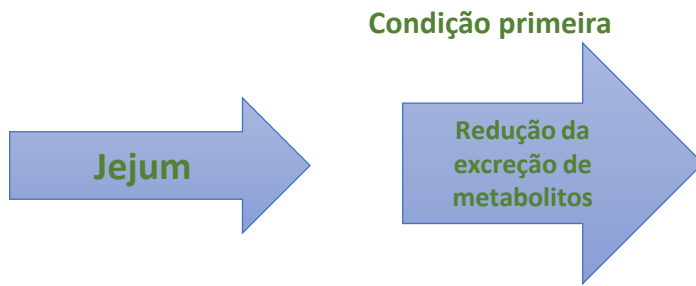 Condição primeira
Jejum
Redução da
excreção de
metabolitos